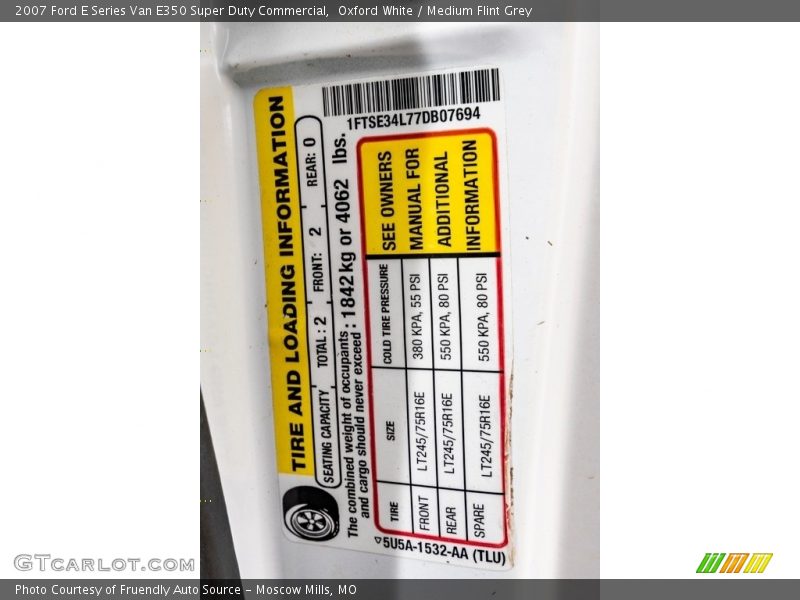 2007 Ford E Series Van E350 Super Duty Commercial,  Oxford White / Medium Flint Grey
1FTSE34L77DB07694
TIRE AND LOADING INFORMATION
SEATING CAPACITY TOTAL : 2 FRONT: 2 REAR: 0
The combined weight of occupants
and cargo should never exceed : 1842 kg or 4062 lbs.
TIRE SIZE COLD TIRE PRESSURE
FRONT LT245/75R16E 380 KPA, 55 PSI
REAR LT245/75R16E 550 KPA, 80 PSI
SPARE LT245/75R16E 550 KPA, 80 PSI
SEE OWNERS
MANUAL FOR
ADDITIONAL
INFORMATION
5U5A-1532-AA (TLU)
GTCARLOT.COM
Photo Courtesy of Fruendly Auto Source – Moscow Mills, MO